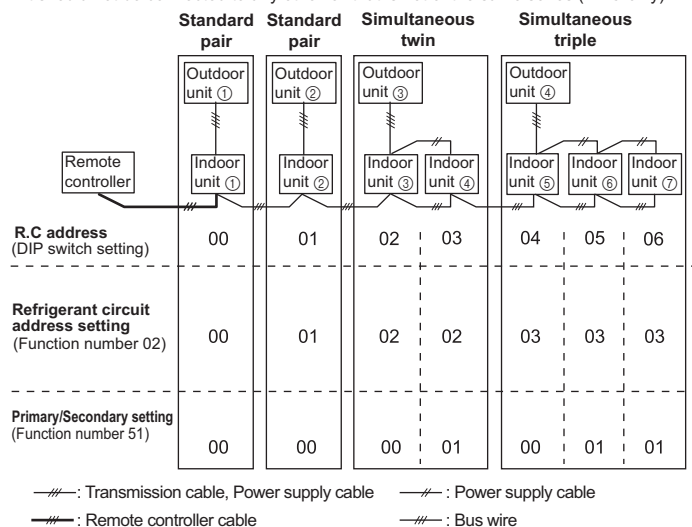 Standard pair Standard pair Simultaneous twin Simultaneous triple
Outdoor unit ① Outdoor unit ② Outdoor unit ③ Outdoor unit ④
Remote controller Indoor unit ① Indoor unit ② Indoor unit ③ Indoor unit ④ Indoor unit ⑤ Indoor unit ⑥ Indoor unit ⑦
R.C address
(DIP switch setting) 00 01 02 03 04 05 06
Refrigerant circuit
address setting
(Function number 02) 00 01 02 02 03 03 03
Primary/Secondary setting
(Function number 51) 00 00 00 01 00 01 01
: Transmission cable, Power supply cable : Power supply cable
: Remote controller cable : Bus wire